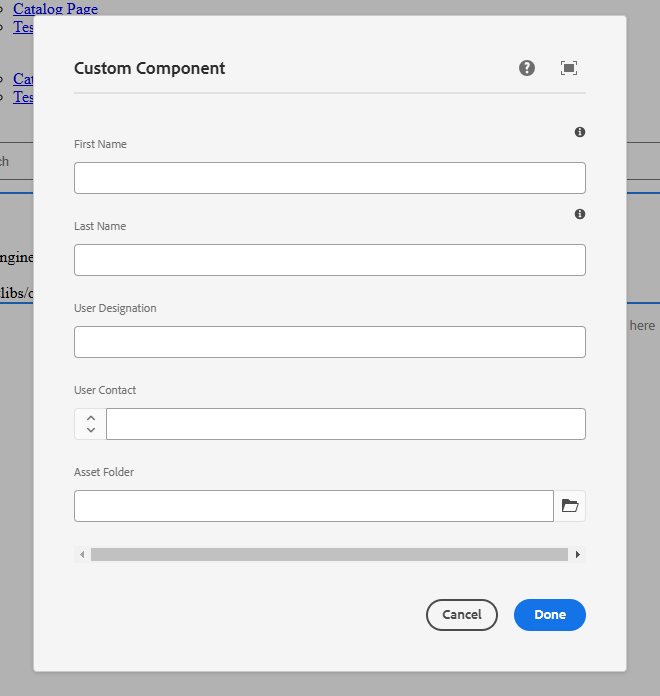 Catalog Page
Tes
Custom Component
Cat
Tes
First Name
ch
Last Name
ngine
libs/c
User Designation
here
User Contact
Asset Folder
Cancel
Done